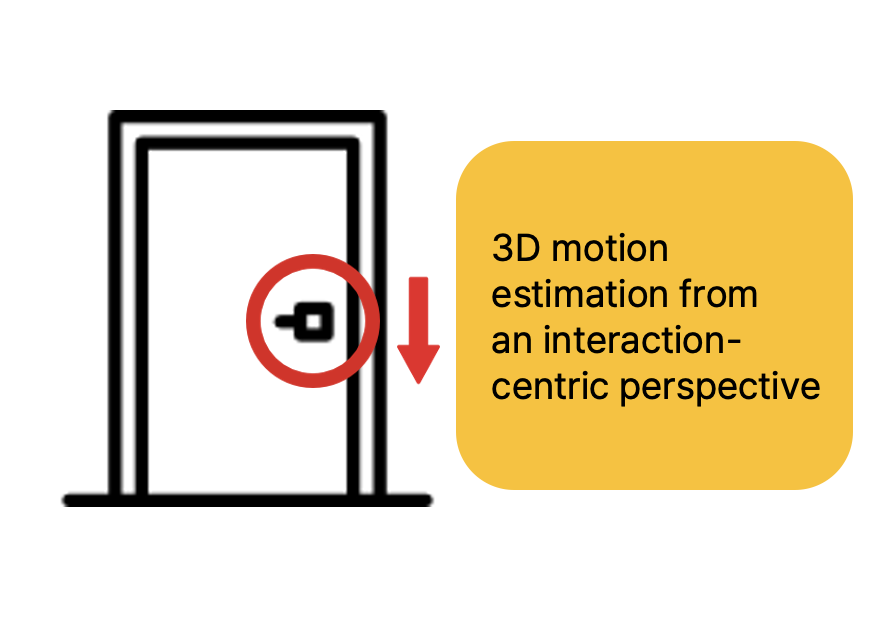 3D motion
estimation from
an interaction-
centric perspective